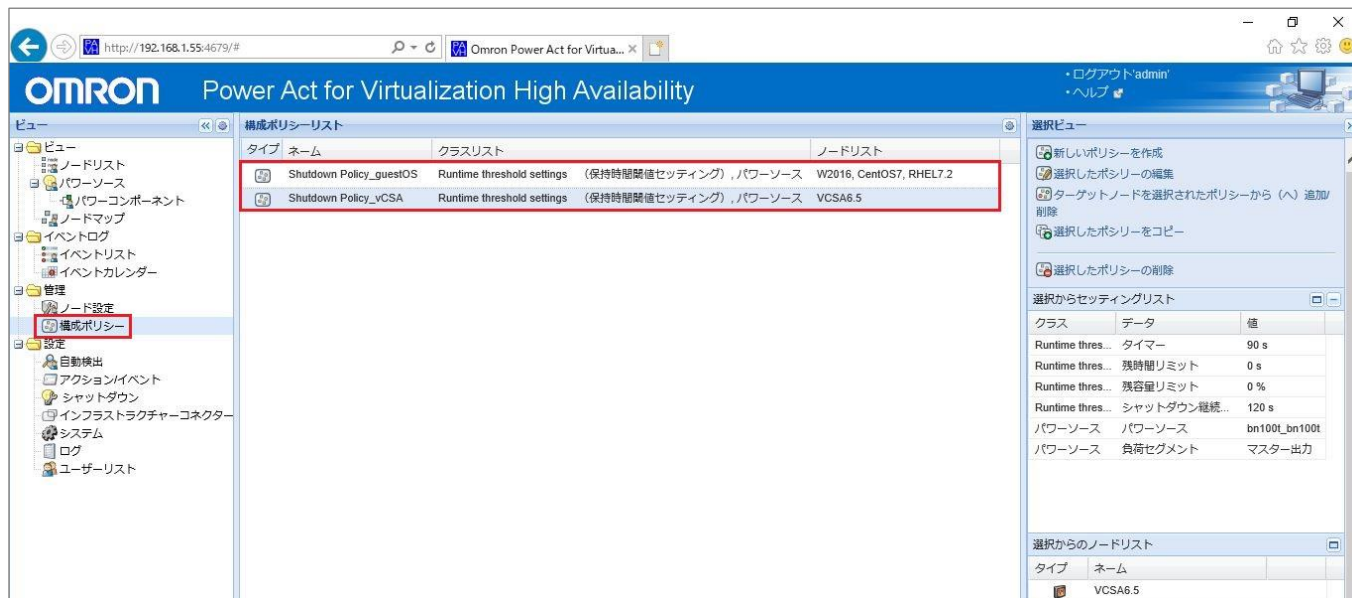 http://192.168.1.55:4679/#
Omron Power Act for Virtua...
OMRON
Power Act for Virtualization High Availability
・ログアウト'admin'
・ヘルプ
ビュー
ビュー
ノードリスト
パワーソース
パワーコンポーネント
ノードマップ
イベントログ
イベントリスト
イベントカレンダー
管理
ノード設定
構成ポリシー
設定
自動検出
アクション/イベント
シャットダウン
インフラストラクチャーコネクター
システム
ログ
ユーザーリスト
構成ポリシーリスト
タイプ ネーム クラスリスト ノードリスト
Shutdown Policy_guestOS Runtime threshold settings (保持時間閾値セッティング) , パワーソース W2016, CentOS7, RHEL7.2
Shutdown Policy_vCSA Runtime threshold settings (保持時間閾値セッティング) , パワーソース VCSA6.5
選択ビュー
新しいポリシーを作成
選択したポシリーの編集
ターゲットノードを選択されたポリシーから（へ）追加/
削除
選択したポシリーをコピー
選択したポリシーの削除
選択からセッティングリスト
クラス データ 値
Runtime thres... タイマー 90 s
Runtime thres... 残時間リミット 0 s
Runtime thres... 残容量リミット 0 %
Runtime thres... シャットダウン継続... 120 s
パワーソース パワーソース bn100t_bn100t
パワーソース 負荷セグメント マスター出力
選択からのノードリスト
タイプ ネーム
VCSA6.5